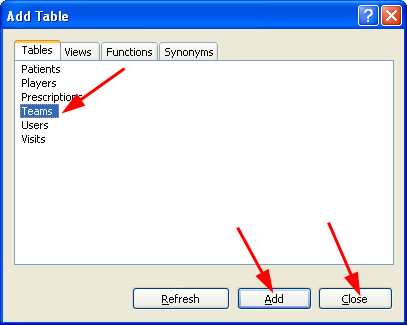 Add Table
Tables Views Functions Synonyms
Patients
Players
Prescriptions
Teams
Users
Visits
Refresh Add Close